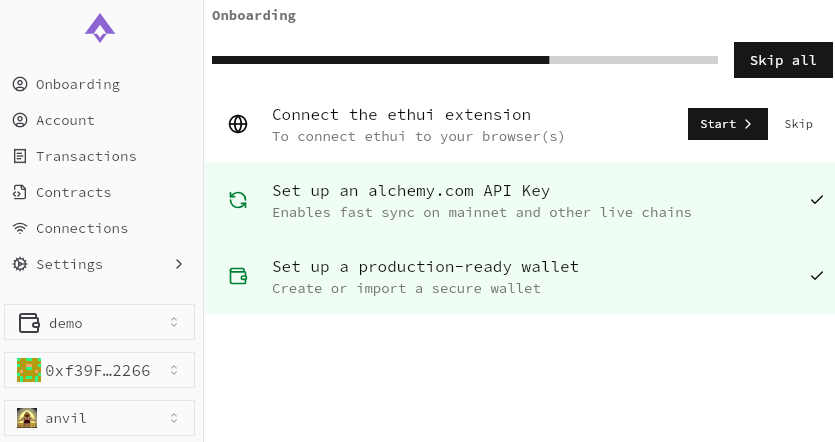 Onboarding
Account
Transactions
Contracts
Connections
Settings
demo
0xf39F…2266
anvil
Onboarding
Skip all
Connect the ethui extension
To connect ethui to your browser(s)
Start
Skip
Set up an alchemy.com API Key
Enables fast sync on mainnet and other live chains
Set up a production-ready wallet
Create or import a secure wallet